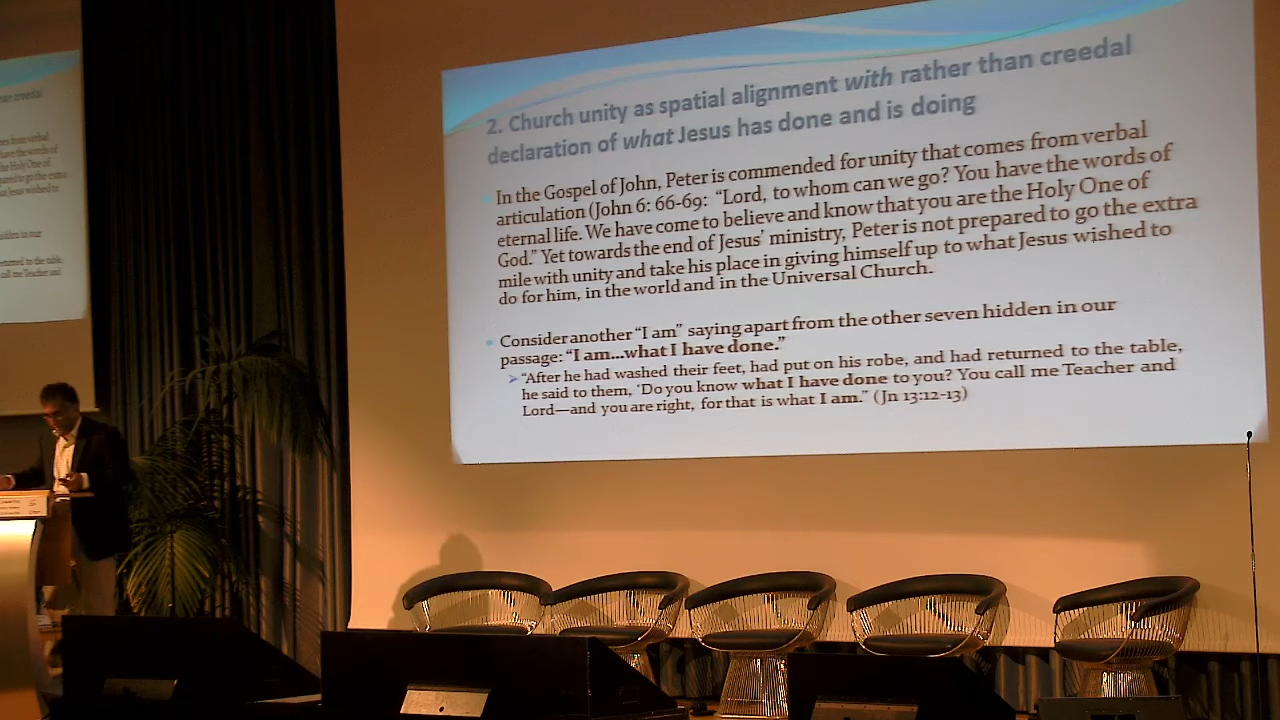 2. Church unity as spatial alignment with rather than creedal
declaration of what Jesus has done and is doing
In the Gospel of John, Peter is commended for unity that comes from verbal
articulation (John 6: 66-69: “Lord, to whom can we go? You have the words of
eternal life. We have come to believe and know that you are the Holy One of
God.” Yet towards the end of Jesus’ ministry, Peter is not prepared to go the extra
mile with unity and take his place in giving himself up to what Jesus wished to
do for him, in the world and in the Universal Church.
Consider another “I am” saying apart from the other seven hidden in our
passage: “I am...what I have done.”
“After he had washed their feet, had put on his robe, and had returned to the table,
he said to them, ‘Do you know what I have done to you? You call me Teacher and
Lord—and you are right, for that is what I am.” (Jn 13:12-13)